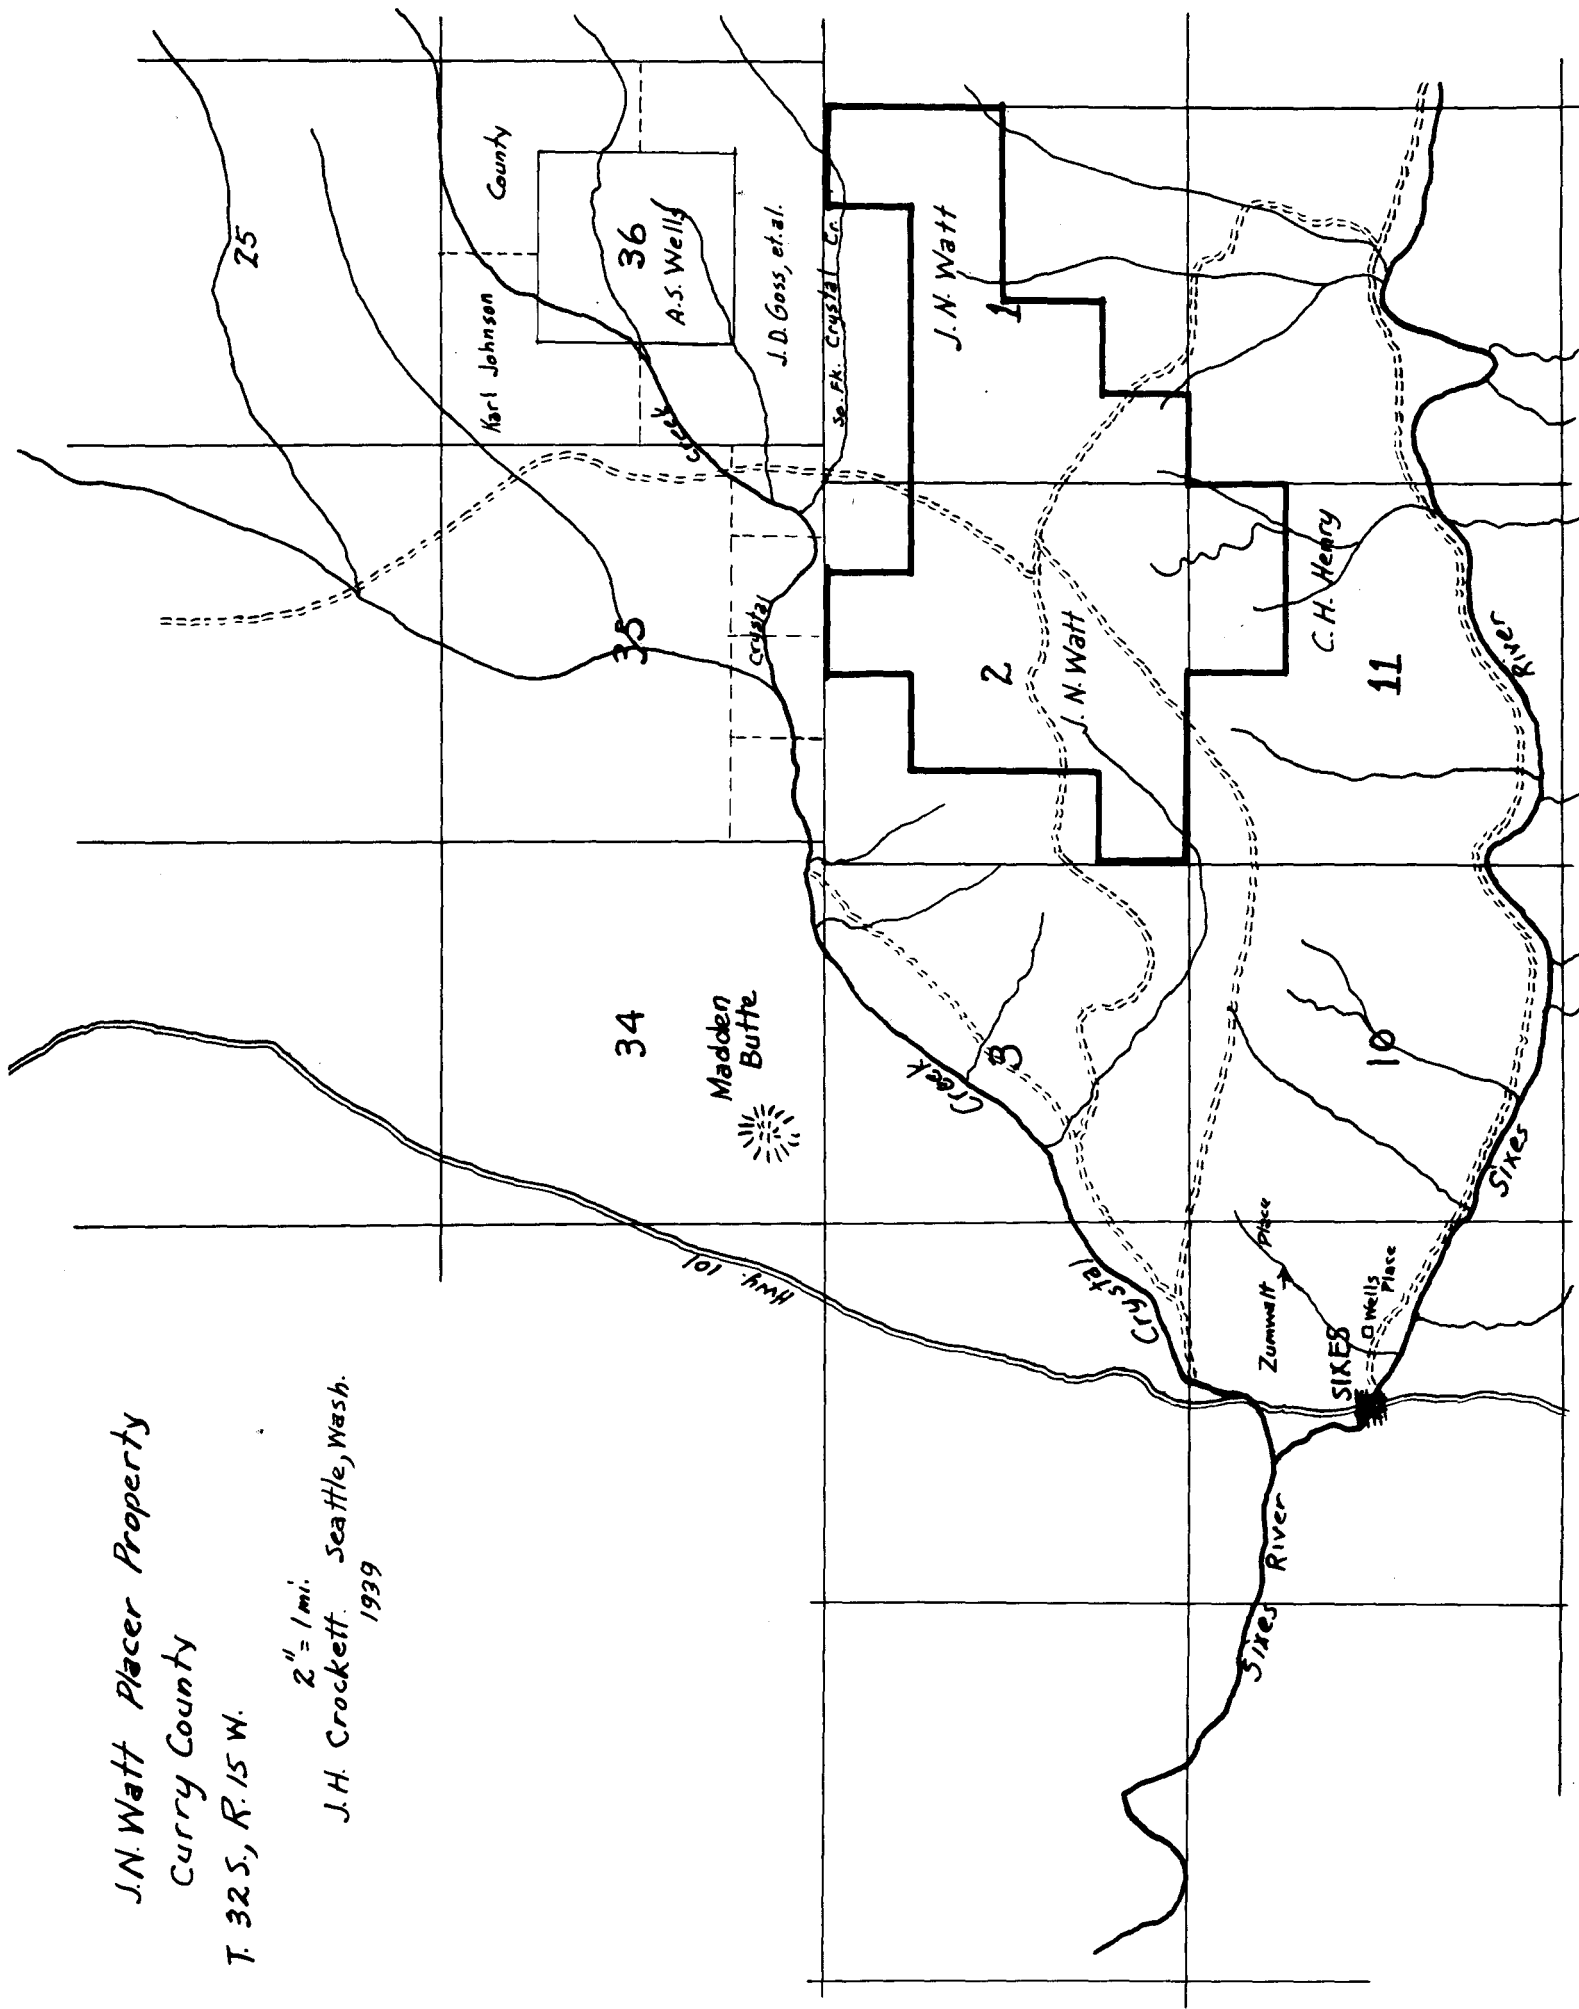 J.N. Watt Placer Property
Curry County
T. 32 S., R. 15 W.
2" = 1 mi.
J.H. Crockett. Seattle, Wash.
1939
25
Karl Johnson
County
36
A.S. Wells
J.D. Goss, et.al.
So. Fk. Crystal Cr.
35
Crystal
Creek
34
Madden
Butte
Hwy. 101
J.N. Watt
1
2
J.N. Watt
3
Crystal
Creek
C.H. Henry
11
10
Sixes
River
Zumwalt Place
SIXES
Wells
Place
Sixes
River